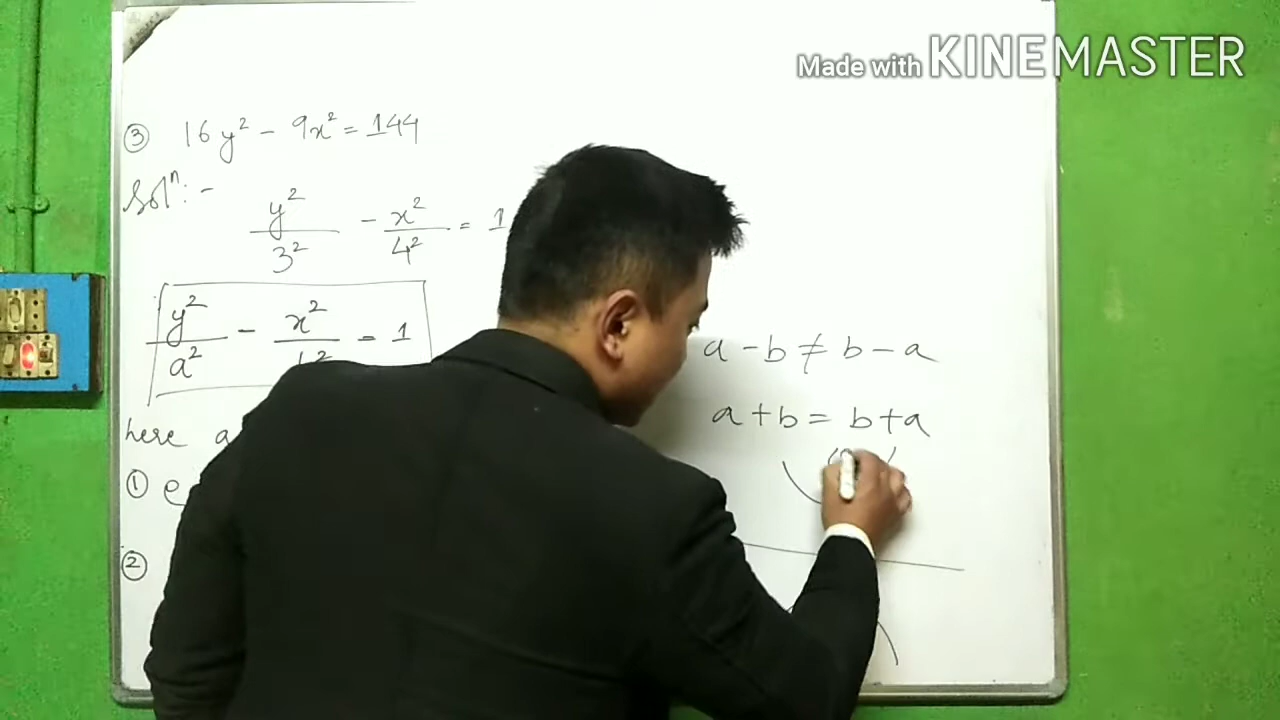 Made with KINEMASTER
③ 16y² - 9x² = 144
Solⁿ:-
y²/3² - x²/4² = 1
y²/a² - x²/b² = 1
here a
① e
②
a - b ≠ b - a
a + b = b + a